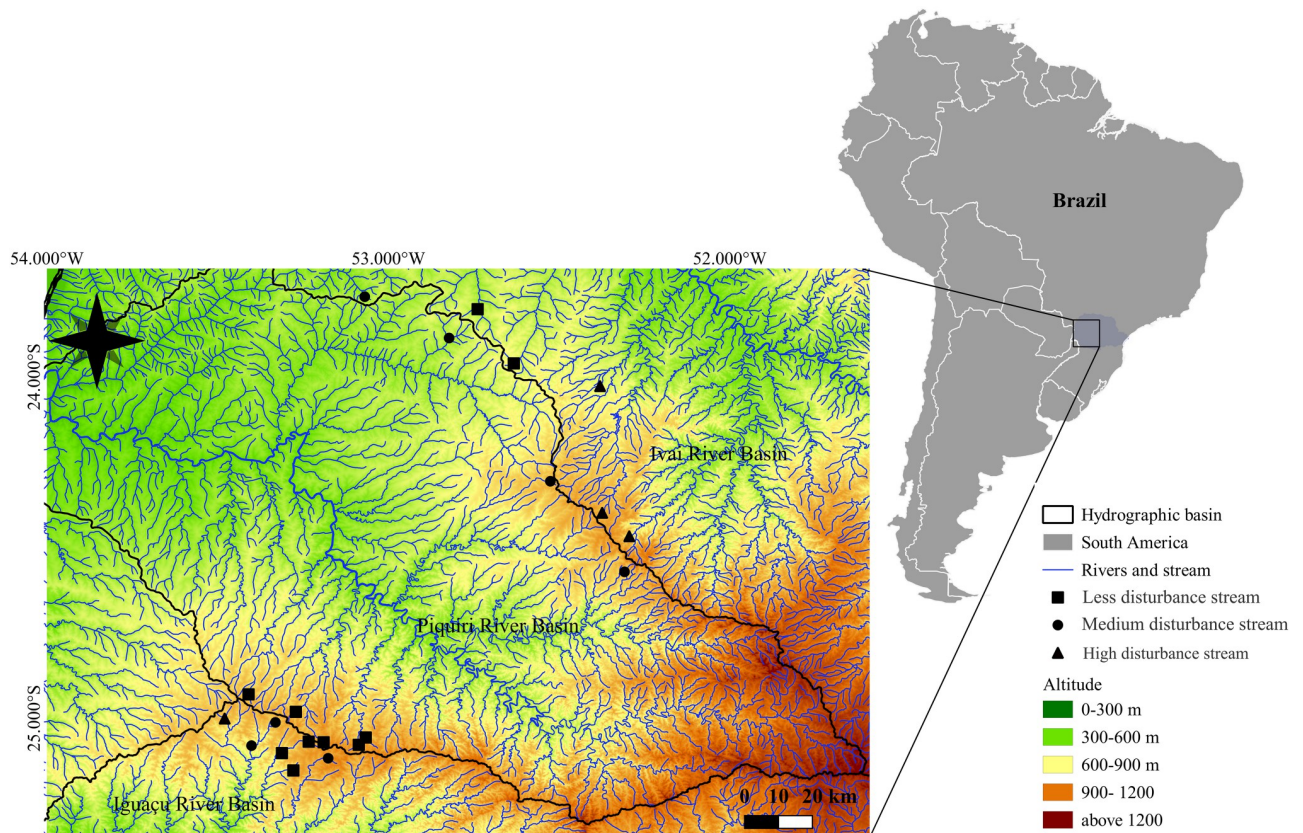 Brazil
54.000°W
53.000°W
52.000°W
24.000°S
25.000°S
Ivai River Basin
Piquiri River Basin
Iguaçu River Basin
0 10 20 km
Hydrographic basin
South America
Rivers and stream
Less disturbance stream
Medium disturbance stream
High disturbance stream
Altitude
0-300 m
300-600 m
600-900 m
900- 1200
above 1200